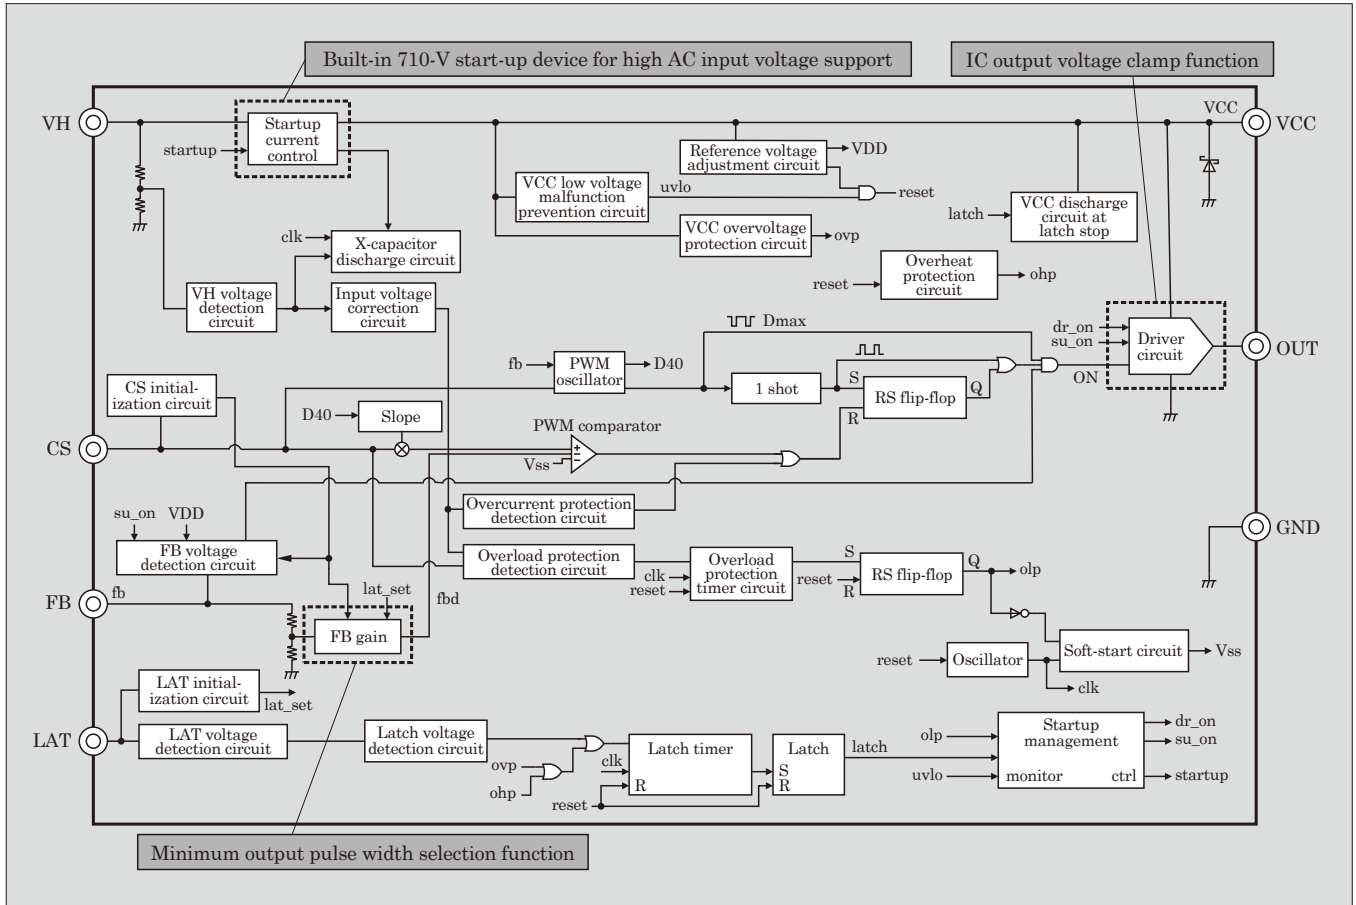 Built-in 710-V start-up device for high AC input voltage support
IC output voltage clamp function
VH
Startup
current
control
startup
VCC
VCC
Reference voltage
adjustment circuit
VDD
VCC low voltage
malfunction
prevention circuit
uvlo
reset
VCC overvoltage
protection circuit
ovp
latch
VCC discharge
circuit at
latch stop
clk
X-capacitor
discharge circuit
Overheat
protection
circuit
reset
ohp
VH voltage
detection
circuit
Input voltage
correction
circuit
Dmax
dr_on
su_on
Driver
circuit
OUT
ON
fb
PWM
oscillator
D40
1 shot
S
R
RS flip-flop
Q
CS initial-
ization circuit
D40
Slope
PWM comparator
+
−
−
Vss
CS
Overcurrent protection
detection circuit
su_on
VDD
FB voltage
detection circuit
GND
Overload protection
detection circuit
clk
reset
Overload
protection
timer circuit
S
reset
R
RS flip-flop
Q
olp
FB
fb
lat_set
fbd
FB gain
reset
Oscillator
Soft-start circuit
Vss
clk
LAT initial-
ization circuit
lat_set
LAT
LAT voltage
detection circuit
Latch voltage
detection circuit
ovp
ohp
clk
Latch timer
R
reset
Latch
S
R
latch
olp
uvlo
Startup
management
monitor
ctrl
dr_on
su_on
startup
Minimum output pulse width selection function